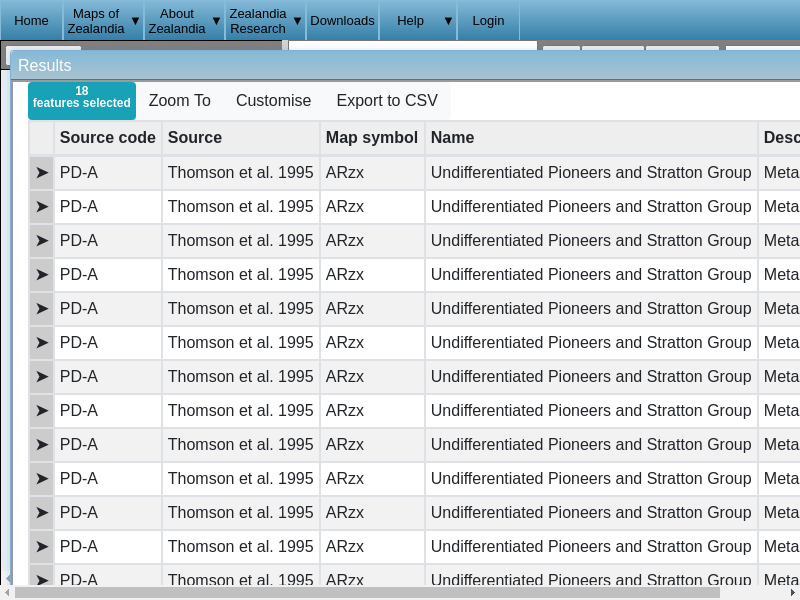 Home
Maps of Zealandia ▼
About Zealandia ▼
Zealandia Research ▼
Downloads
Help ▼
Login
Results
18
features selected
Zoom To Customise Export to CSV
Source code Source Map symbol Name Desc
➤ PD-A Thomson et al. 1995 ARzx Undifferentiated Pioneers and Stratton Group Meta
➤ PD-A Thomson et al. 1995 ARzx Undifferentiated Pioneers and Stratton Group Meta
➤ PD-A Thomson et al. 1995 ARzx Undifferentiated Pioneers and Stratton Group Meta
➤ PD-A Thomson et al. 1995 ARzx Undifferentiated Pioneers and Stratton Group Meta
➤ PD-A Thomson et al. 1995 ARzx Undifferentiated Pioneers and Stratton Group Meta
➤ PD-A Thomson et al. 1995 ARzx Undifferentiated Pioneers and Stratton Group Meta
➤ PD-A Thomson et al. 1995 ARzx Undifferentiated Pioneers and Stratton Group Meta
➤ PD-A Thomson et al. 1995 ARzx Undifferentiated Pioneers and Stratton Group Meta
➤ PD-A Thomson et al. 1995 ARzx Undifferentiated Pioneers and Stratton Group Meta
➤ PD-A Thomson et al. 1995 ARzx Undifferentiated Pioneers and Stratton Group Meta
➤ PD-A Thomson et al. 1995 ARzx Undifferentiated Pioneers and Stratton Group Meta
➤ PD-A Thomson et al. 1995 ARzx Undifferentiated Pioneers and Stratton Group Meta
➤ PD-A Thomson et al. 1995 ARzx Undifferentiated Pioneers and Stratton Group Meta